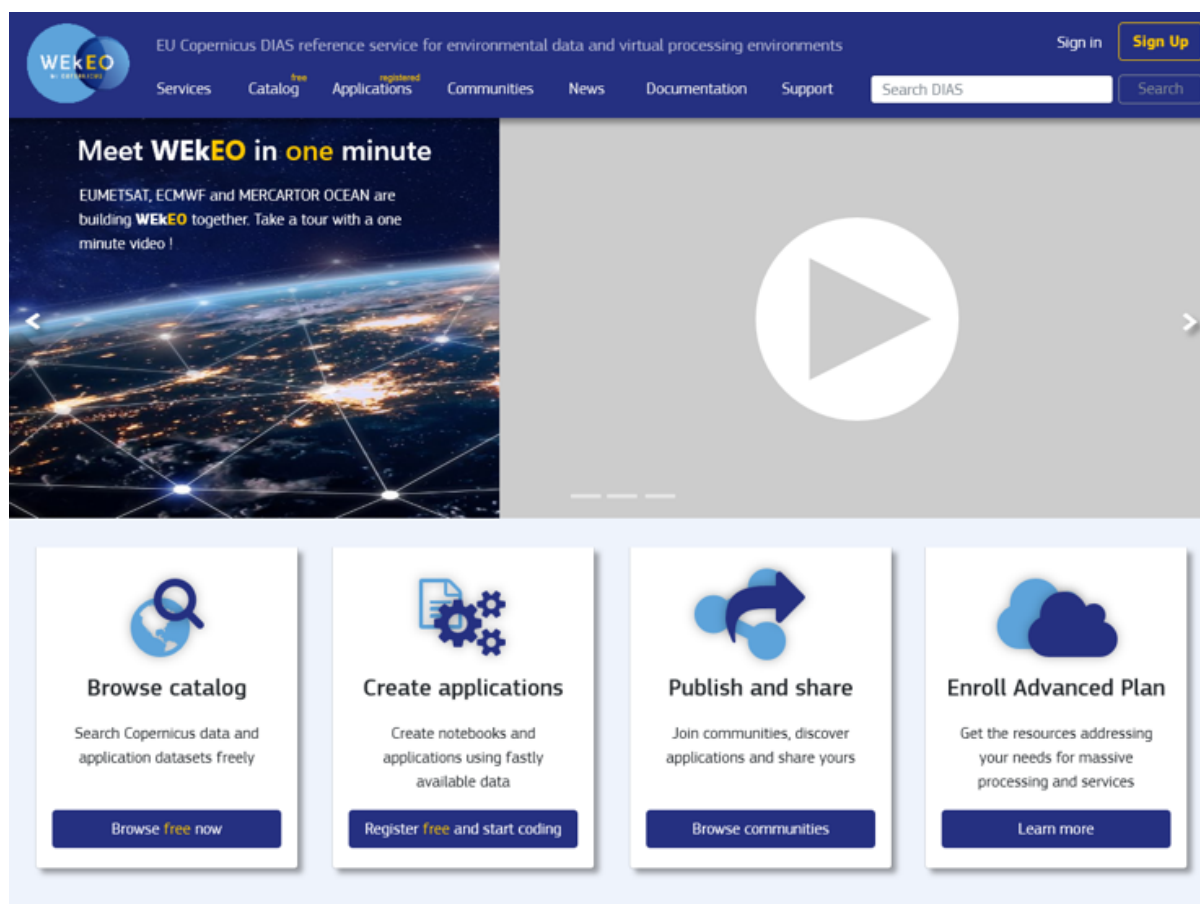 WEkEO
EU Copernicus DIAS reference service for environmental data and virtual processing environments
Sign in
Sign Up
Services
Catalog free
Applications registered
Communities
News
Documentation
Support
Search DIAS
Search
Meet WEkEO in one minute
EUMETSAT, ECMWF and MERCARTOR OCEAN are
building WEkEO together. Take a tour with a one
minute video !
Browse catalog
Search Copernicus data and
application datasets freely
Browse free now
Create applications
Create notebooks and
applications using fastly
available data
Register free and start coding
Publish and share
Join communities, discover
applications and share yours
Browse communities
Enroll Advanced Plan
Get the resources addressing
your needs for massive
processing and services
Learn more